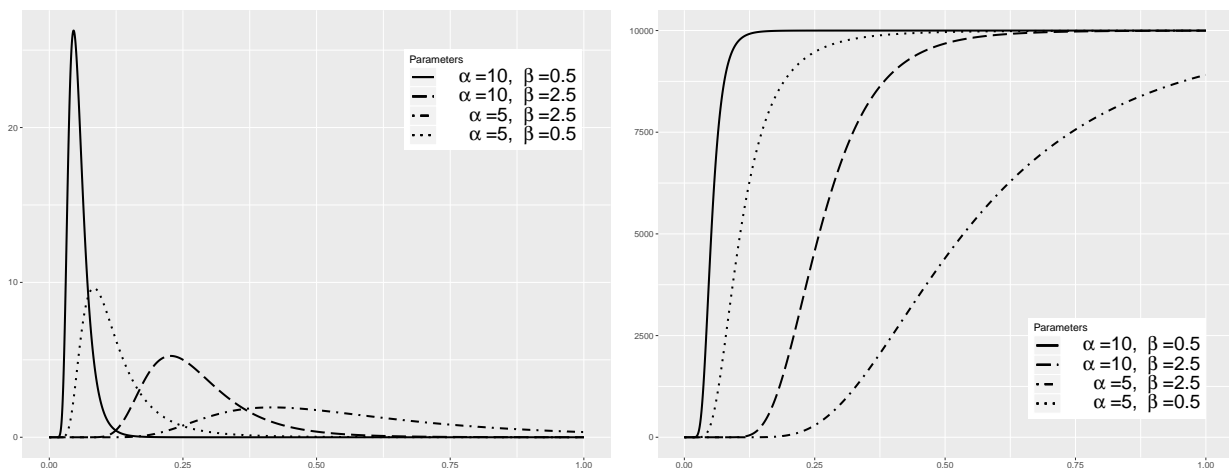 20
10
0
0.00 0.25 0.50 0.75 1.00
Parameters
α =10, β =0.5
α =10, β =2.5
α =5, β =2.5
α =5, β =0.5
10000
7500
5000
2500
0
0.00 0.25 0.50 0.75 1.00
Parameters
α =10, β =0.5
α =10, β =2.5
α =5, β =2.5
α =5, β =0.5